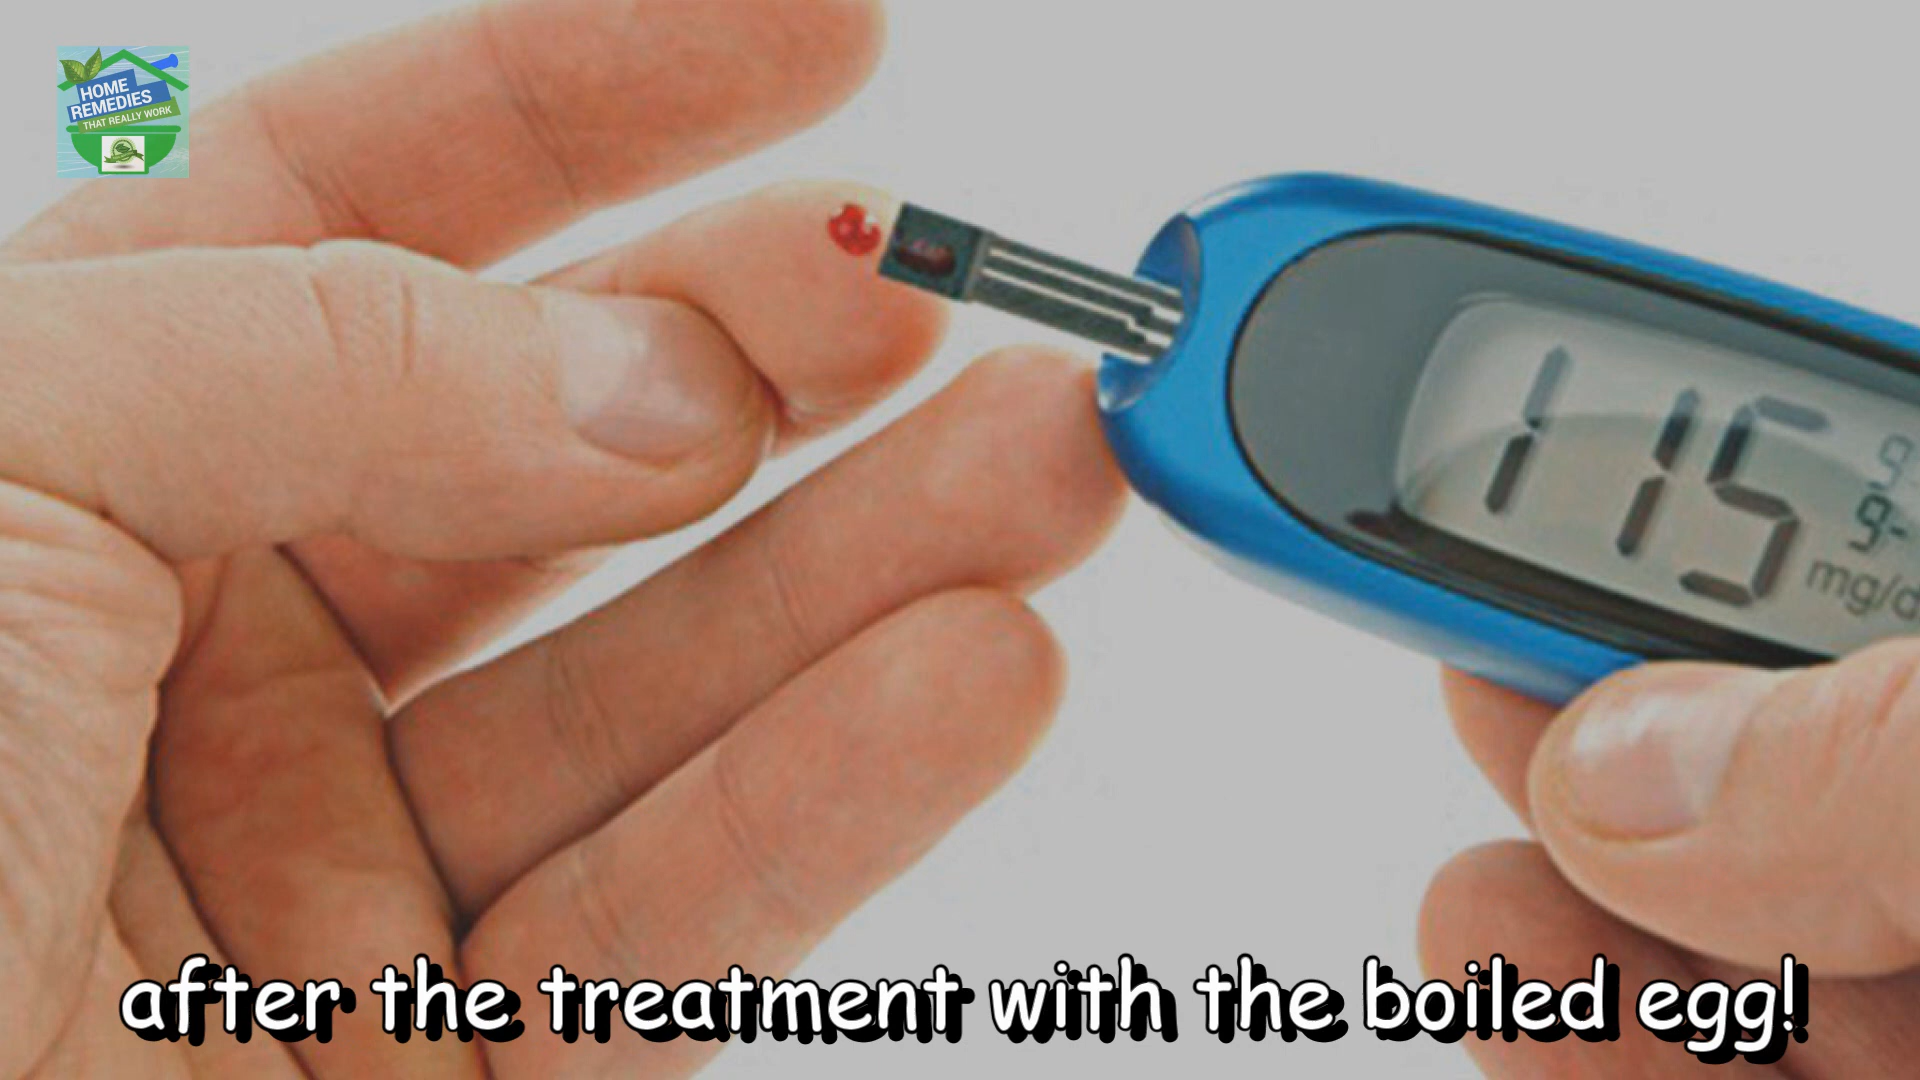 HOME
REMEDIES
THAT REALLY WORK
115
mg/d
after the treatment with the boiled egg!